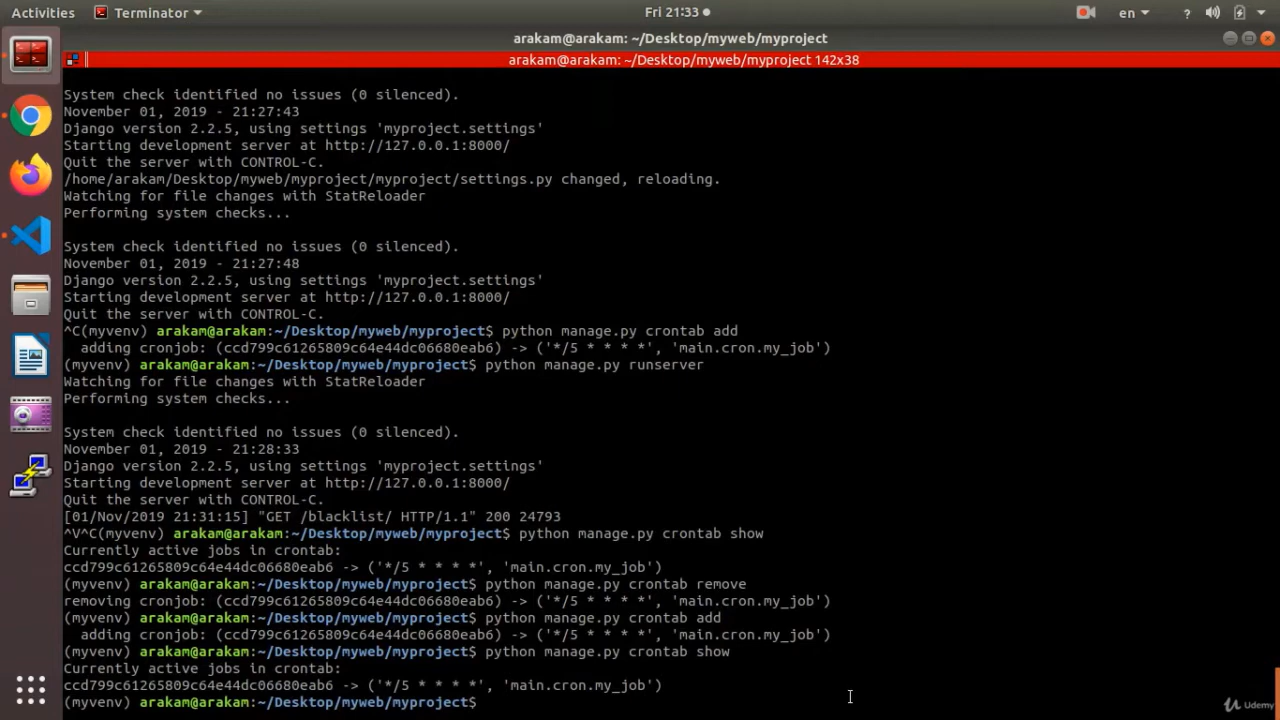 Activities
Terminator
Fri 21:33
en
?
arakam@arakam: ~/Desktop/myweb/myproject
arakam@arakam: ~/Desktop/myweb/myproject 142x38
System check identified no issues (0 silenced).
November 01, 2019 - 21:27:43
Django version 2.2.5, using settings 'myproject.settings'
Starting development server at http://127.0.0.1:8000/
Quit the server with CONTROL-C.
/home/arakam/Desktop/myweb/myproject/myproject/settings.py changed, reloading.
Watching for file changes with StatReloader
Performing system checks...
System check identified no issues (0 silenced).
November 01, 2019 - 21:27:48
Django version 2.2.5, using settings 'myproject.settings'
Starting development server at http://127.0.0.1:8000/
Quit the server with CONTROL-C.
^C(myvenv) arakam@arakam:~/Desktop/myweb/myproject$ python manage.py crontab add
  adding cronjob: (ccd799c61265809c64e44dc06680eab6) -> ('*/5 * * * *', 'main.cron.my_job')
(myvenv) arakam@arakam:~/Desktop/myweb/myproject$ python manage.py runserver
Watching for file changes with StatReloader
Performing system checks...
System check identified no issues (0 silenced).
November 01, 2019 - 21:28:33
Django version 2.2.5, using settings 'myproject.settings'
Starting development server at http://127.0.0.1:8000/
Quit the server with CONTROL-C.
[01/Nov/2019 21:31:15] "GET /blacklist/ HTTP/1.1" 200 24793
^V^C(myvenv) arakam@arakam:~/Desktop/myweb/myproject$ python manage.py crontab show
Currently active jobs in crontab:
ccd799c61265809c64e44dc06680eab6 -> ('*/5 * * * *', 'main.cron.my_job')
(myvenv) arakam@arakam:~/Desktop/myweb/myproject$ python manage.py crontab remove
removing cronjob: (ccd799c61265809c64e44dc06680eab6) -> ('*/5 * * * *', 'main.cron.my_job')
(myvenv) arakam@arakam:~/Desktop/myweb/myproject$ python manage.py crontab add
  adding cronjob: (ccd799c61265809c64e44dc06680eab6) -> ('*/5 * * * *', 'main.cron.my_job')
(myvenv) arakam@arakam:~/Desktop/myweb/myproject$ python manage.py crontab show
Currently active jobs in crontab:
ccd799c61265809c64e44dc06680eab6 -> ('*/5 * * * *', 'main.cron.my_job')
(myvenv) arakam@arakam:~/Desktop/myweb/myproject$
Udemy